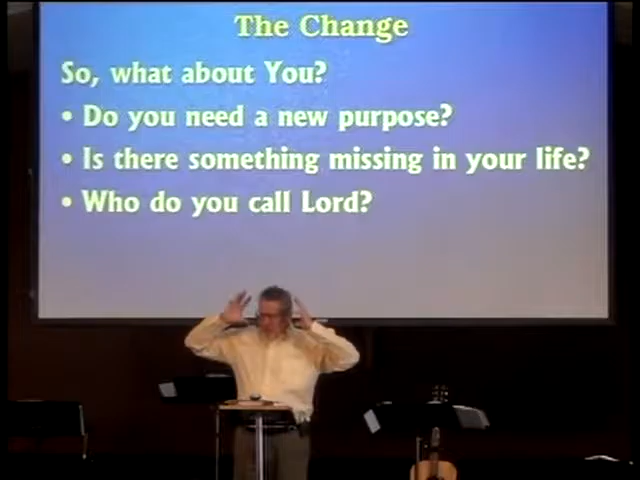 The Change
So, what about You?
• Do you need a new purpose?
• Is there something missing in your life?
• Who do you call Lord?